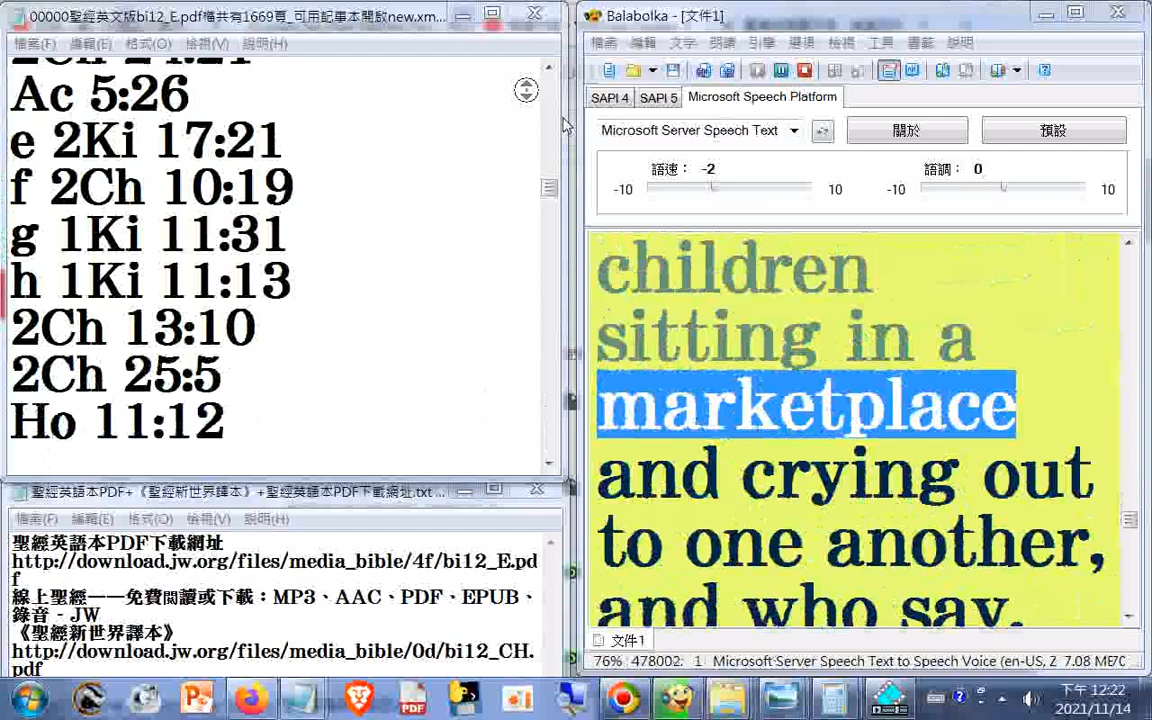 00000聖經英文版bi12_E.pdf檔共有1669頁_可用記事本開啟new.xm...
檔案(F) 編輯(E) 格式(O) 檢視(V) 說明(H)
2Ch 24:21
Ac 5:26
e 2Ki 17:21
f 2Ch 10:19
g 1Ki 11:31
h 1Ki 11:13
2Ch 13:10
2Ch 25:5
Ho 11:12
聖經英語本PDF+《聖經新世界譯本》+聖經英語本PDF下載網址.txt ...
檔案(F) 編輯(E) 格式(O) 檢視(V) 說明(H)
聖經英語本PDF下載網址
http://download.jw.org/files/media_bible/4f/bi12_E.pd
f
線上聖經——免費閱讀或下載：MP3、AAC、PDF、EPUB、
錄音 - JW
《聖經新世界譯本》
http://download.jw.org/files/media_bible/0d/bi12_CH.
pdf
Balabolka - [文件1]
檔案 編輯 文字 朗讀 引擎 選項 檢視 工具 書籤 說明
SAPI 4 SAPI 5 Microsoft Speech Platform
Microsoft Server Speech Text 關於 預設
語速： -2 語調： 0
-10 10 -10 10
children
sitting in a
marketplace
and crying out
to one another,
and who say,
文件1
76% 478002: 1 Microsoft Server Speech Text to Speech Voice (en-US, Z 7.08 ME
下午 12:22
2021/11/14